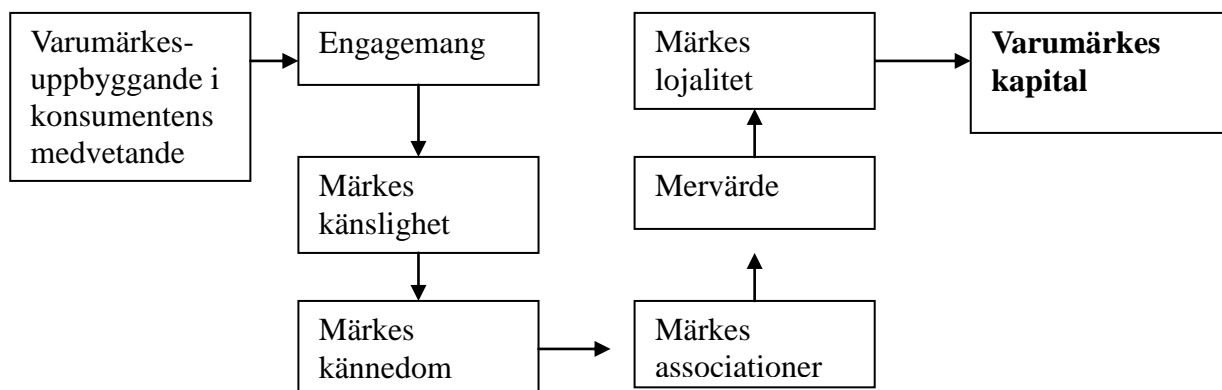 Varumärkes-
uppbyggande i
konsumentens
medvetande
Engagemang
Märkes
känslighet
Märkes
kännedom
Märkes
associationer
Mervärde
Märkes
lojalitet
Varumärkes
kapital